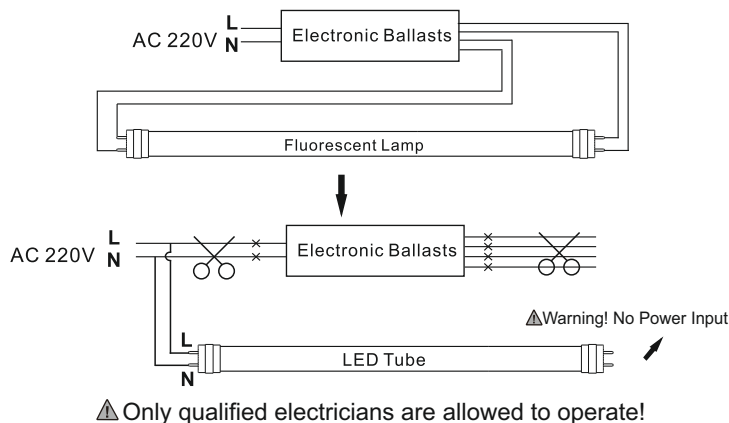 L
AC 220V N
Electronic Ballasts
Fluorescent Lamp
L
AC 220V N
Electronic Ballasts
Warning! No Power Input
L
LED Tube
N
Only qualified electricians are allowed to operate!